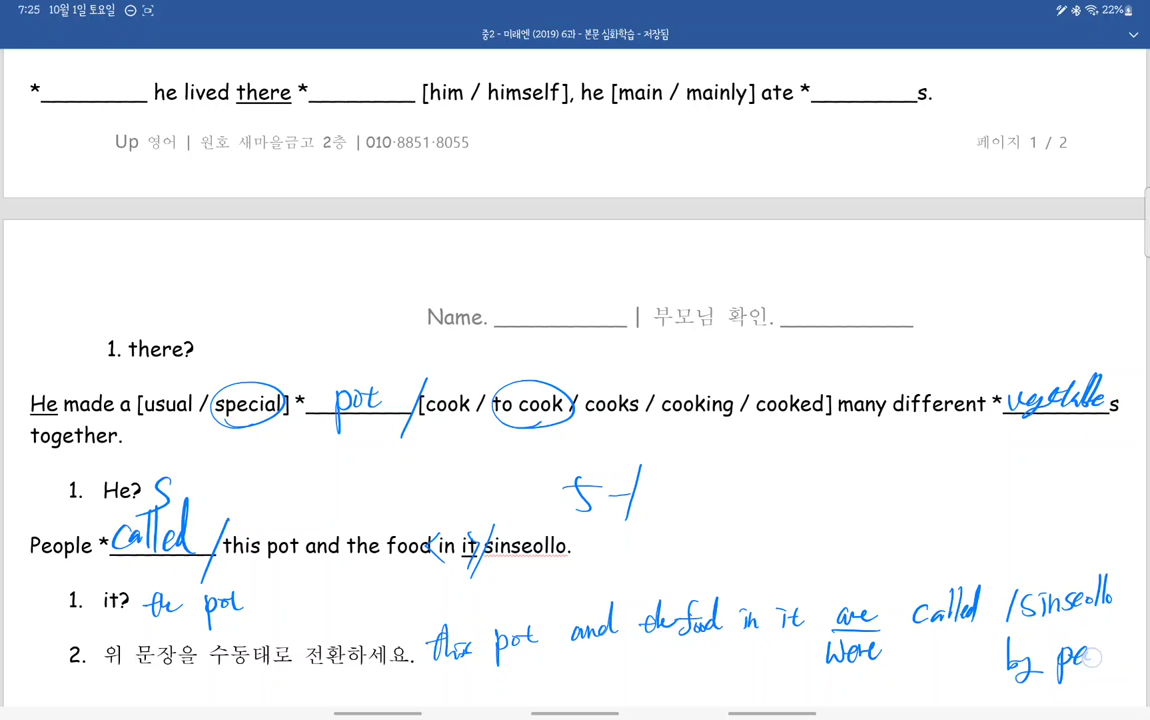 7:25 10월 1일 토요일 22%
중2 - 미래엔 (2019) 6과 - 본문 심화학습 - 저장됨
*_________ he lived there *_________ [him / himself], he [main / mainly] ate *_________s.
Up 영어 | 원호 새마을금고 2층 | 010·8851·8055 페이지 1 / 2
Name. ___________ | 부모님 확인. ___________
1. there?
He made a [usual / special] * pot / [cook / to cook / cooks / cooking / cooked] many different * vegetable s
together.
1. He? S 5-1
People * called / this pot and the food < in it > / sinseollo.
1. it? the pot
this pot and the food in it are called / sinseollo
2. 위 문장을 수동태로 전환하세요. were by pe